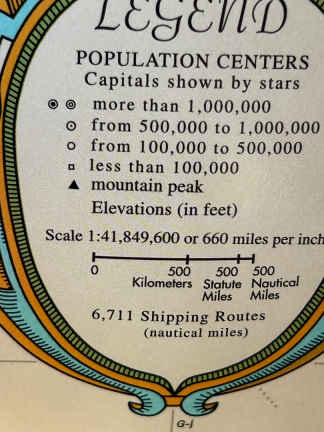 LEGEND
POPULATION CENTERS
Capitals shown by stars
more than 1,000,000
from 500,000 to 1,000,000
from 100,000 to 500,000
less than 100,000
mountain peak
Elevations (in feet)
Scale 1:41,849,600 or 660 miles per inch
0 500 500 500
Kilometers Statute Nautical
Miles Miles
6,711 Shipping Routes
(nautical miles)
G-J